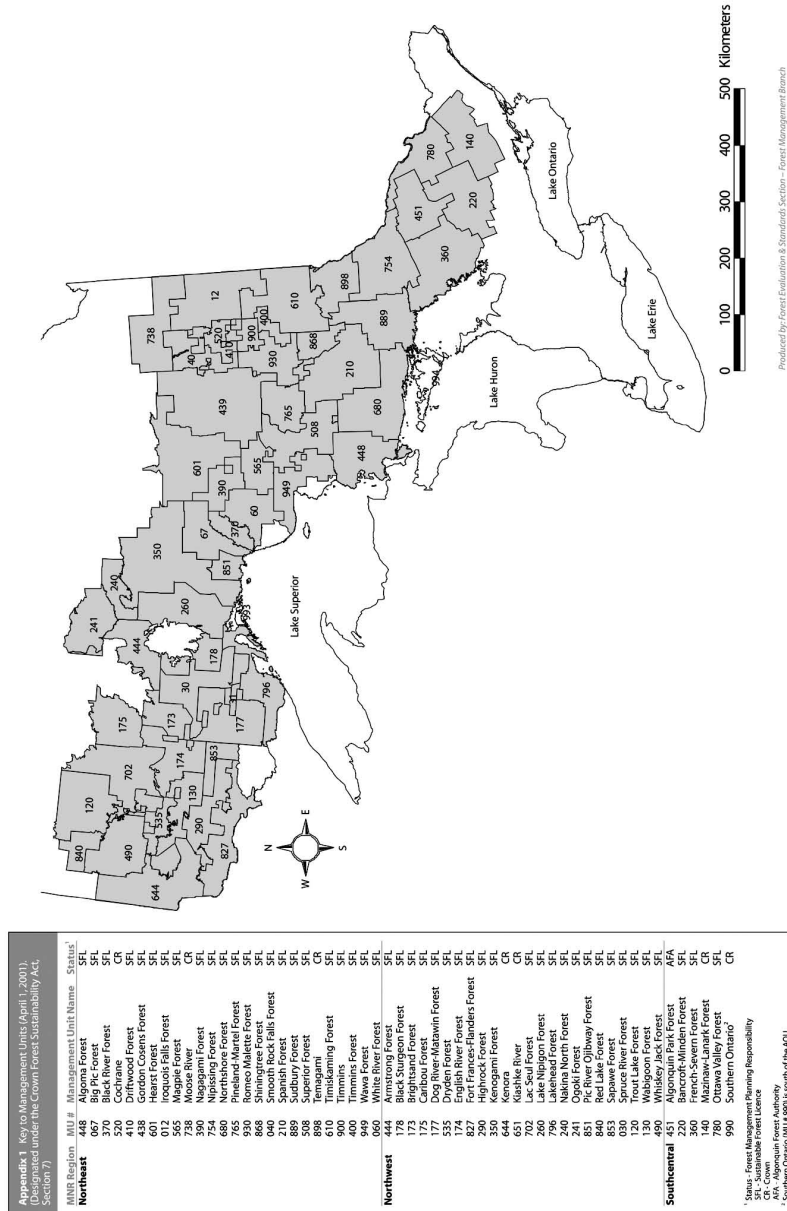 Appendix 1 Key to Management Units (April 1, 2001).
(Designated under the Crown Forest Sustainability Act,
Section 7)
MNR Region MU # Management Unit Name Status¹
Northeast 448 Algoma Forest SFL
067 Big Pic Forest SFL
370 Black River Forest SFL
520 Cochrane CR
410 Driftwood Forest SFL
438 Gordon Cosens Forest SFL
601 Hearst Forest SFL
012 Iroquois Falls Forest SFL
565 Magpie Forest SFL
738 Moose River CR
390 Nagagami Forest SFL
754 Nipissing Forest SFL
680 Northshore Forest SFL
765 Pineland-Martel Forest SFL
930 Romeo Malette Forest SFL
868 Shiningtree Forest SFL
040 Smooth Rock Falls Forest SFL
210 Spanish Forest SFL
889 Sudbury Forest SFL
508 Superior Forest SFL
898 Temagami CR
610 Timiskaming Forest SFL
900 Timmins SFL
400 Timmins Forest SFL
940 Wawa Forest SFL
060 White River Forest SFL
Northwest 444 Armstrong Forest SFL
178 Black Sturgeon Forest SFL
173 Brightsand Forest SFL
175 Caribou Forest SFL
177 Dog River-Matawin Forest SFL
535 Dryden Forest SFL
174 English River Forest SFL
827 Fort Frances-Flanders Forest SFL
290 Highrock Forest SFL
350 Kenogami Forest SFL
644 Kenora CR
651 Kiashke River CR
702 Lac Seul Forest SFL
260 Lake Nipigon Forest SFL
796 Lakehead Forest SFL
240 Nakina North Forest SFL
241 Ogoki Forest SFL
851 Pic River Ojibway Forest SFL
840 Red Lake Forest SFL
853 Sapawe Forest SFL
030 Spruce River Forest SFL
120 Trout Lake Forest SFL
130 Wabigoon Forest SFL
490 Whiskey Jack Forest SFL
Southcentral 451 Algonquin Park Forest AFA
220 Bancroft-Minden Forest SFL
360 French-Severn Forest SFL
140 Mazinaw-Lanark Forest CR
780 Ottawa Valley Forest SFL
990 Southern Ontario² CR
¹ Status - Forest Management Planning Responsibility
SFL - Sustainable Forest Licence
CR - Crown
AFA - Algonquin Forest Authority
² Southern Ontario (MU# 990) is south of the AOU
840
120
490
702
175
644
535
174
173
130
290
853
827
177
30
31
796
178
444
241
240
260
993
350
851
67
370
60
601
390
565
949
439
765
508
448
680
210
738
12
40
520
410
900
400
930
610
868
898
889
994
754
360
451
780
220
140
N
W
E
S
Lake Superior
Lake Huron
Lake Erie
Lake Ontario
0 100 200 300 400 500 Kilometers
Produced by: Forest Evaluation & Standards Section – Forest Management Branch